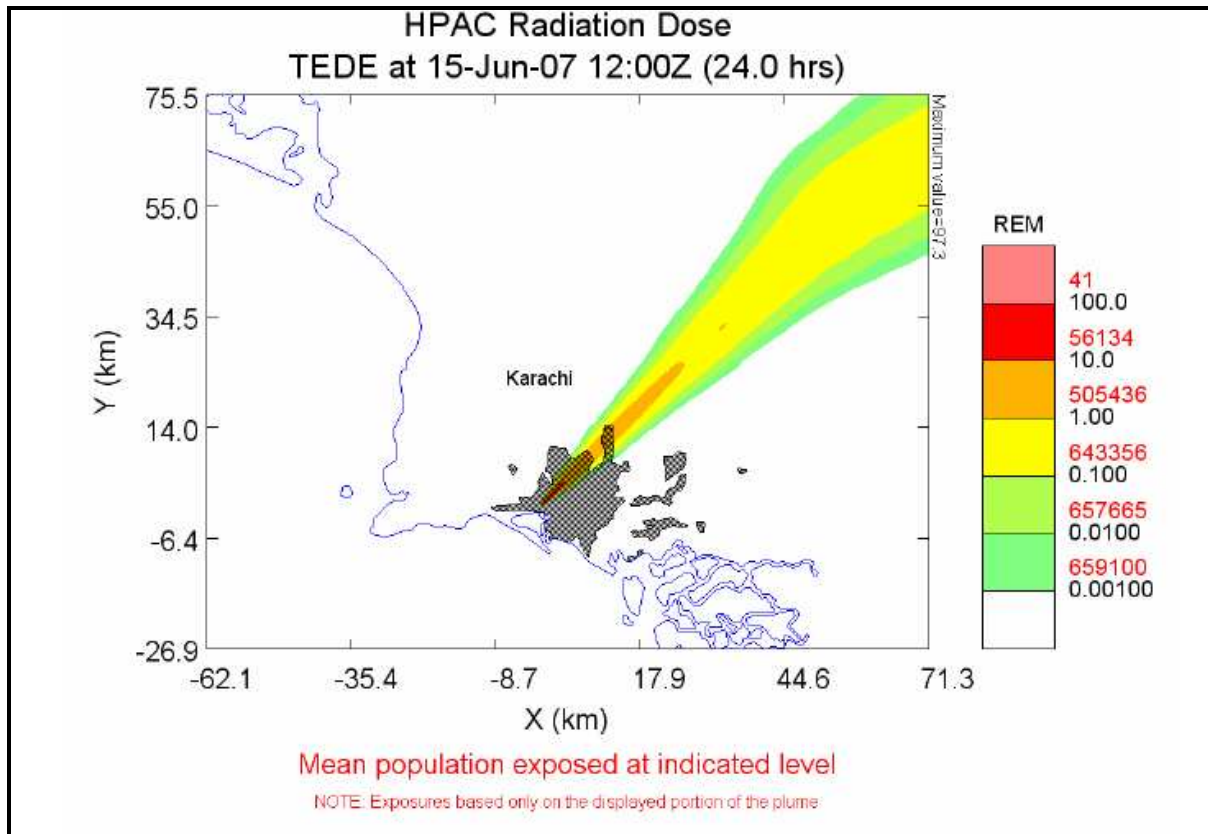 HPAC Radiation Dose
TEDE at 15-Jun-07 12:00Z (24.0 hrs)
75.5
55.0
34.5
14.0
-6.4
-26.9
Y (km)
Karachi
Maximum value=97.3
-62.1 -35.4 -8.7 17.9 44.6 71.3
X (km)
REM
41
100.0
56134
10.0
505436
1.00
643356
0.100
657665
0.0100
659100
0.00100
Mean population exposed at indicated level
NOTE: Exposures based only on the displayed portion of the plume